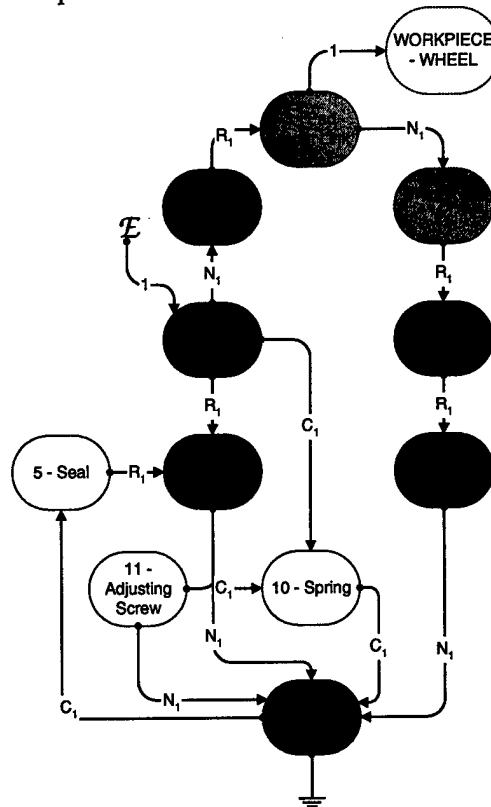 1
WORKPIECE
- WHEEL
R₁
N₁
ℰ
1
N₁
R₁
R₁
C₁
R₁
5 - Seal
R₁
11 -
Adjusting
Screw
C₁
10 - Spring
N₁
C₁
N₁
C₁
N₁